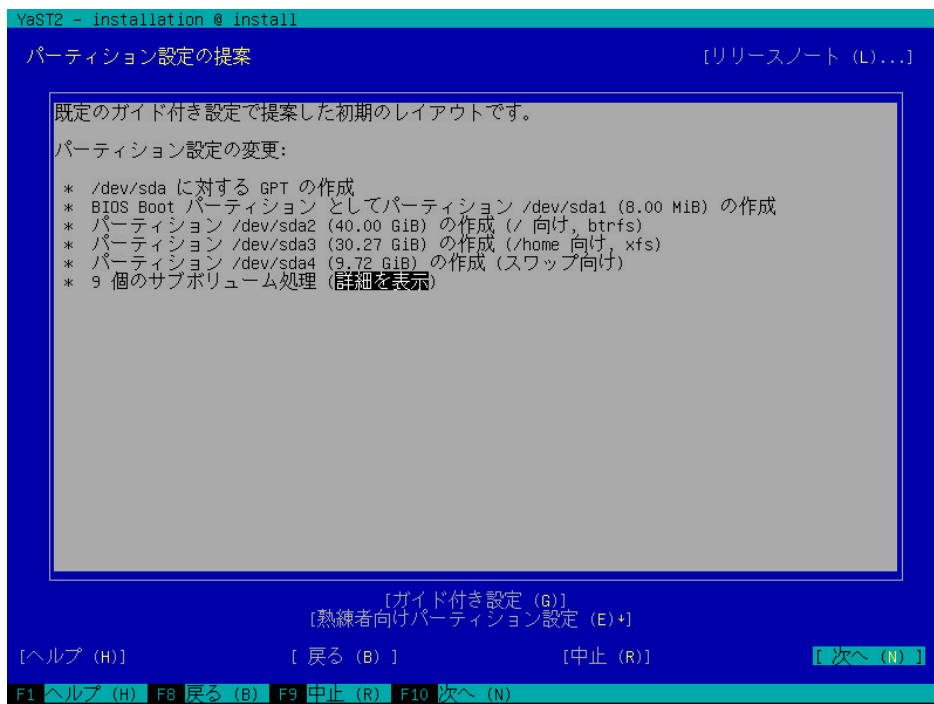 YaST2 - installation @ install
パーティション設定の提案 [リリースノート (L)...]
既定のガイド付き設定で提案した初期のレイアウトです。
パーティション設定の変更:
* /dev/sda に対する GPT の作成
* BIOS Boot パーティション としてパーティション /dev/sda1 (8.00 MiB) の作成
* パーティション /dev/sda2 (40.00 GiB) の作成 (/ 向け, btrfs)
* パーティション /dev/sda3 (30.27 GiB) の作成 (/home 向け, xfs)
* パーティション /dev/sda4 (9.72 GiB) の作成 (スワップ向け)
* 9 個のサブボリューム処理 (詳細を表示)
[ガイド付き設定 (G)]
[熟練者向けパーティション設定 (E)↓]
[ヘルプ (H)] [ 戻る (B) ] [中止 (R)] [ 次へ (N) ]
F1 ヘルプ (H) F8 戻る (B) F9 中止 (R) F10 次へ (N)